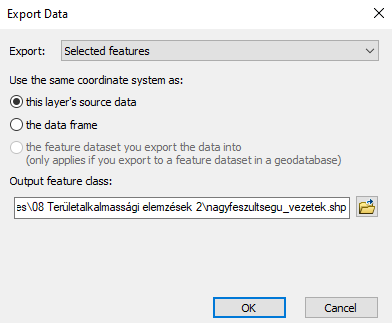 Export Data
Export: Selected features
Use the same coordinate system as:
this layer's source data
the data frame
the feature dataset you export the data into
(only applies if you export to a feature dataset in a geodatabase)
Output feature class:
es\08 Területalkalmassági elemzések 2\nagyfeszultsegu_vezetek.shp
OK Cancel